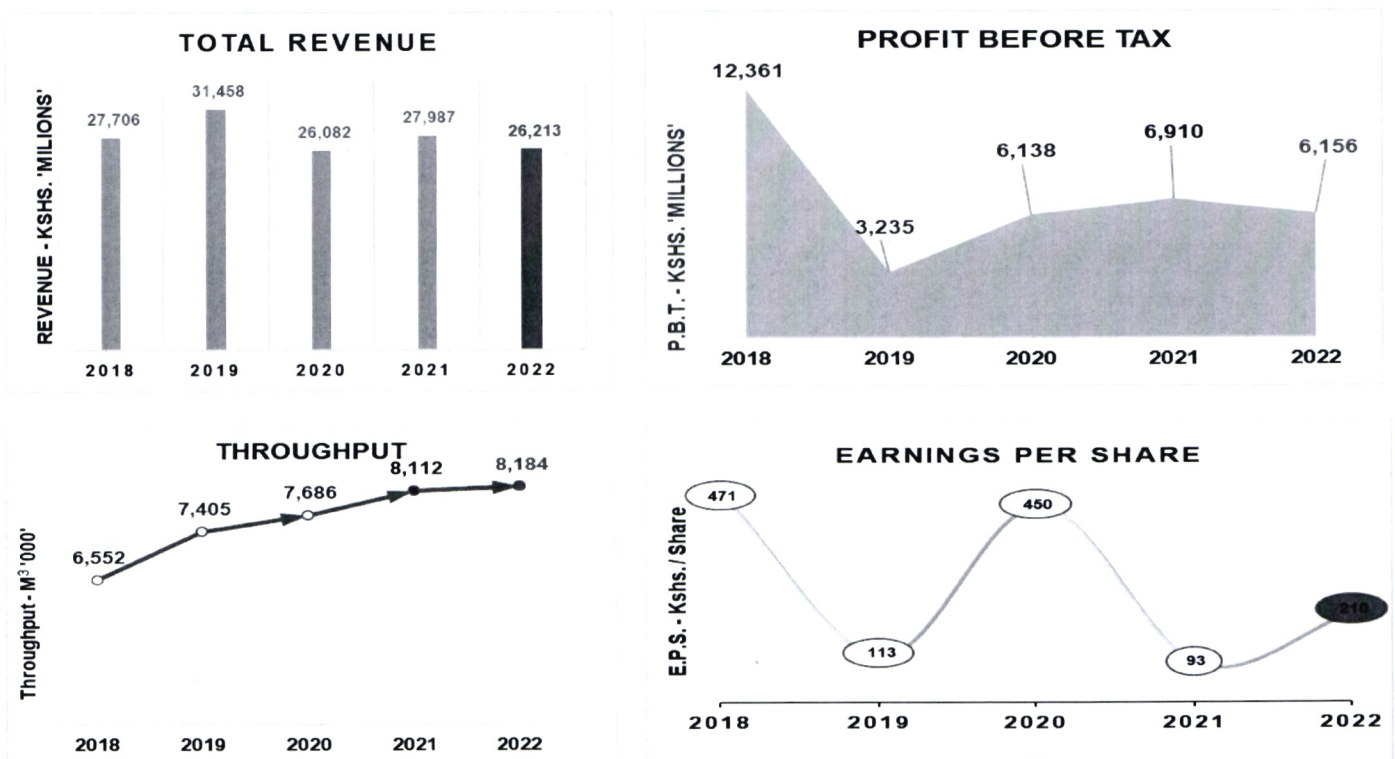 TOTAL REVENUE
REVENUE - KSHS. 'MILIONS'
27,706
31,458
26,082
27,987
26,213
2018 2019 2020 2021 2022
PROFIT BEFORE TAX
P.B.T. - KSHS. 'MILLIONS'
12,361
3,235
6,138
6,910
6,156
2018 2019 2020 2021 2022
THROUGHPUT
Throughput - M³ '000'
6,552
7,405
7,686
8,112
8,184
2018 2019 2020 2021 2022
EARNINGS PER SHARE
E.P.S. - Kshs./ Share
471
113
450
93
210
2018 2019 2020 2021 2022